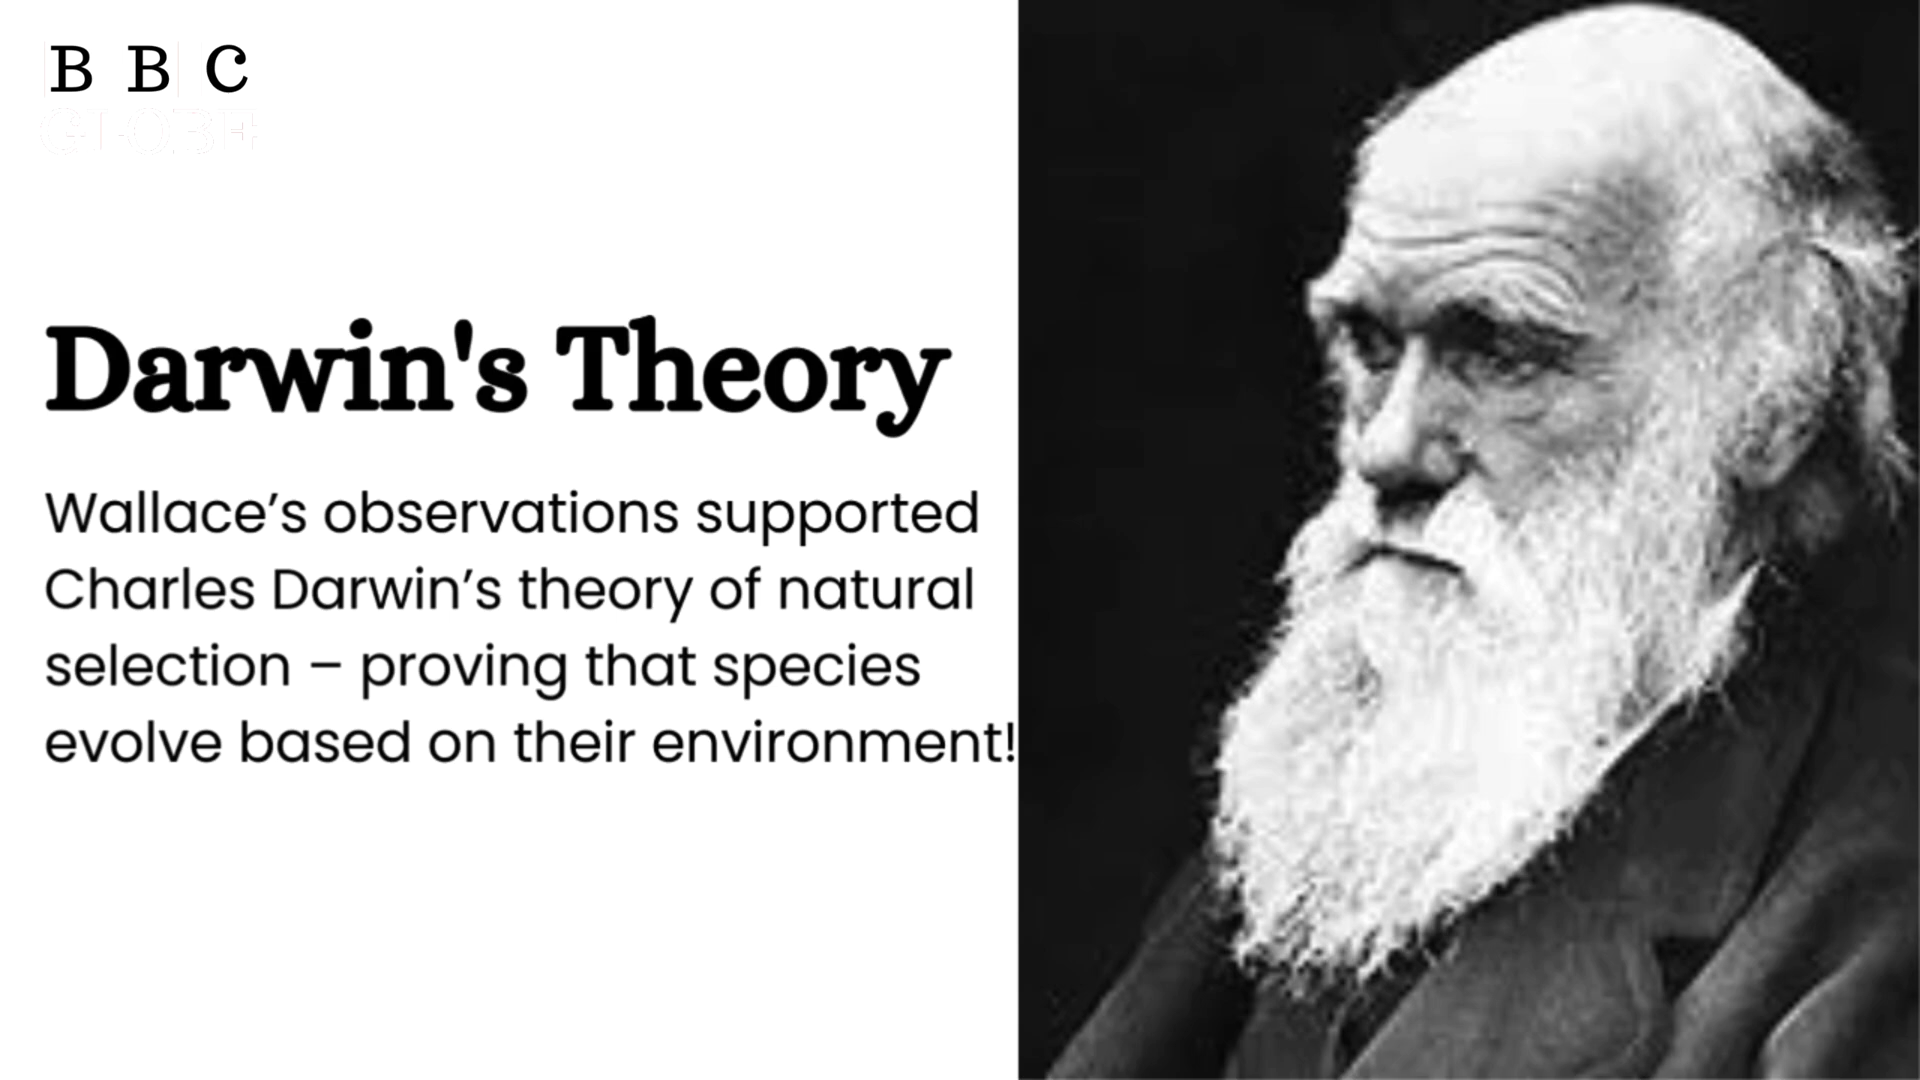 B B C
GLOBE
Darwin's Theory
Wallace’s observations supported
Charles Darwin’s theory of natural
selection – proving that species
evolve based on their environment!